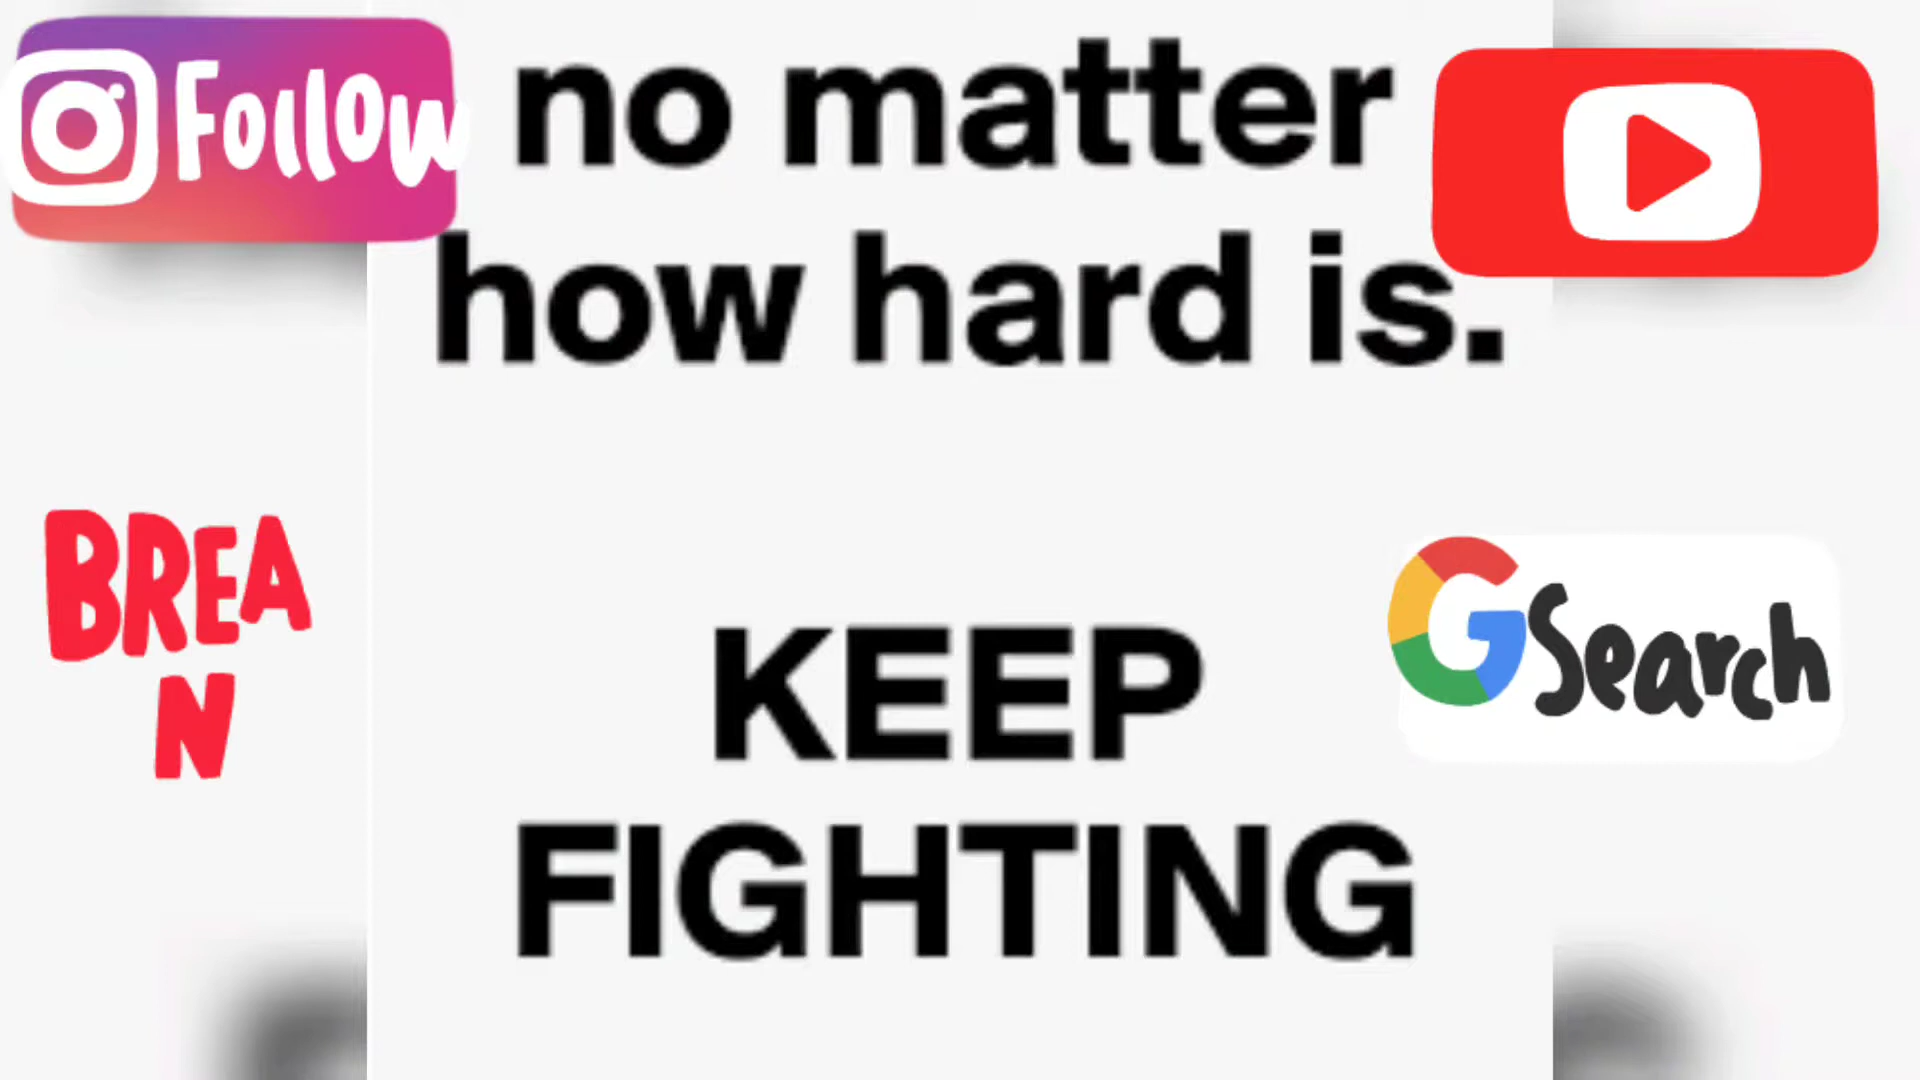 Follow
no matter
how hard is.
BREA
N
Search
KEEP
FIGHTING